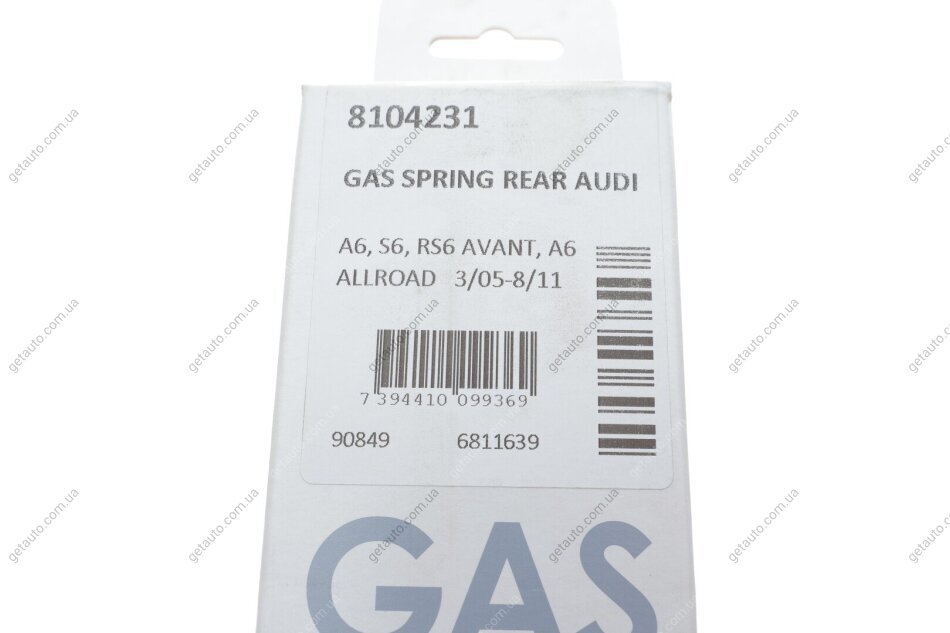 8104231
GAS SPRING REAR AUDI
A6, S6, RS6 AVANT, A6
ALLROAD 3/05-8/11
7 394410 099369
90849 6811639
GAS
getauto.com.ua